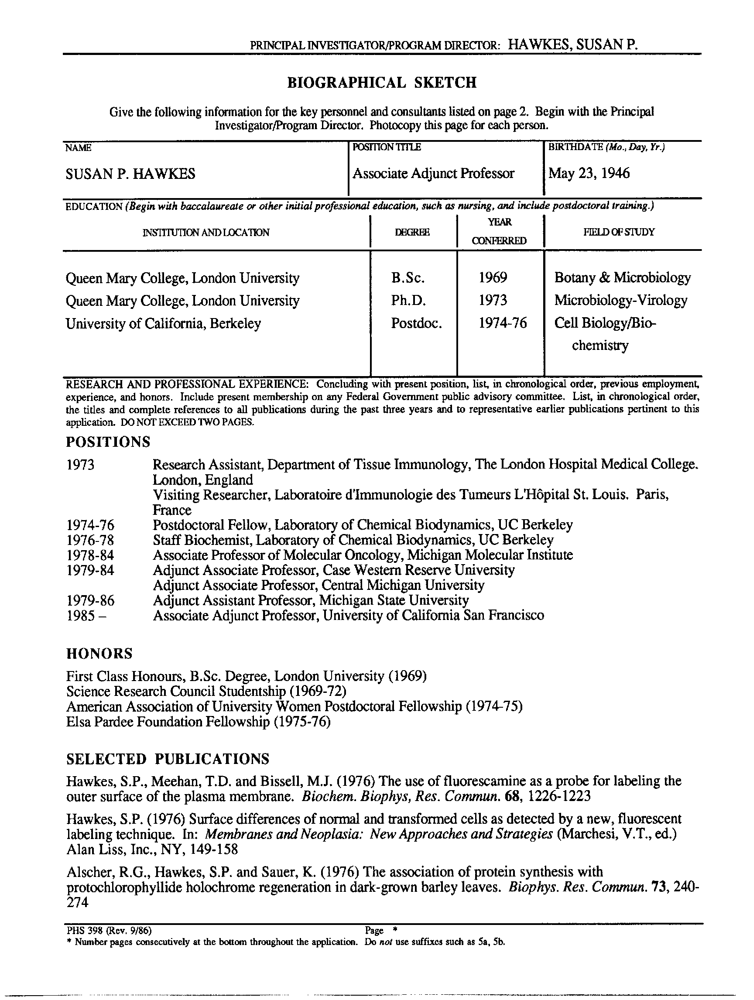 PRINCIPAL INVESTIGATOR/PROGRAM DIRECTOR: HAWKES, SUSAN P.
BIOGRAPHICAL SKETCH
Give the following information for the key personnel and consultants listed on page 2. Begin with the Principal
Investigator/Program Director. Photocopy this page for each person.
NAME POSITION TITLE BIRTHDATE (Mo., Day, Yr.)
SUSAN P. HAWKES Associate Adjunct Professor May 23, 1946
EDUCATION (Begin with baccalaureate or other initial professional education, such as nursing, and include postdoctoral training.)
INSTITUTION AND LOCATION DEGREE YEAR CONFERRED FIELD OF STUDY
Queen Mary College, London University B.Sc. 1969 Botany & Microbiology
Queen Mary College, London University Ph.D. 1973 Microbiology-Virology
University of California, Berkeley Postdoc. 1974-76 Cell Biology/Bio-
chemistry
RESEARCH AND PROFESSIONAL EXPERIENCE: Concluding with present position, list, in chronological order, previous employment,
experience, and honors. Include present membership on any Federal Government public advisory committee. List, in chronological order,
the titles and complete references to all publications during the past three years and to representative earlier publications pertinent to this
application. DO NOT EXCEED TWO PAGES.
POSITIONS
1973 Research Assistant, Department of Tissue Immunology, The London Hospital Medical College.
London, England
Visiting Researcher, Laboratoire d'Immunologie des Tumeurs L'Hôpital St. Louis. Paris,
France
1974-76 Postdoctoral Fellow, Laboratory of Chemical Biodynamics, UC Berkeley
1976-78 Staff Biochemist, Laboratory of Chemical Biodynamics, UC Berkeley
1978-84 Associate Professor of Molecular Oncology, Michigan Molecular Institute
1979-84 Adjunct Associate Professor, Case Western Reserve University
Adjunct Associate Professor, Central Michigan University
1979-86 Adjunct Assistant Professor, Michigan State University
1985 – Associate Adjunct Professor, University of California San Francisco
HONORS
First Class Honours, B.Sc. Degree, London University (1969)
Science Research Council Studentship (1969-72)
American Association of University Women Postdoctoral Fellowship (1974-75)
Elsa Pardee Foundation Fellowship (1975-76)
SELECTED PUBLICATIONS
Hawkes, S.P., Meehan, T.D. and Bissell, M.J. (1976) The use of fluorescamine as a probe for labeling the
outer surface of the plasma membrane. Biochem. Biophys, Res. Commun. 68, 1226-1223
Hawkes, S.P. (1976) Surface differences of normal and transformed cells as detected by a new, fluorescent
labeling technique. In: Membranes and Neoplasia: New Approaches and Strategies (Marchesi, V.T., ed.)
Alan Liss, Inc., NY, 149-158
Alscher, R.G., Hawkes, S.P. and Sauer, K. (1976) The association of protein synthesis with
protochlorophyllide holochrome regeneration in dark-grown barley leaves. Biophys. Res. Commun. 73, 240-
274
PHS 398 (Rev. 9/86) Page *
* Number pages consecutively at the bottom throughout the application. Do not use suffixes such as 5a, 5b.